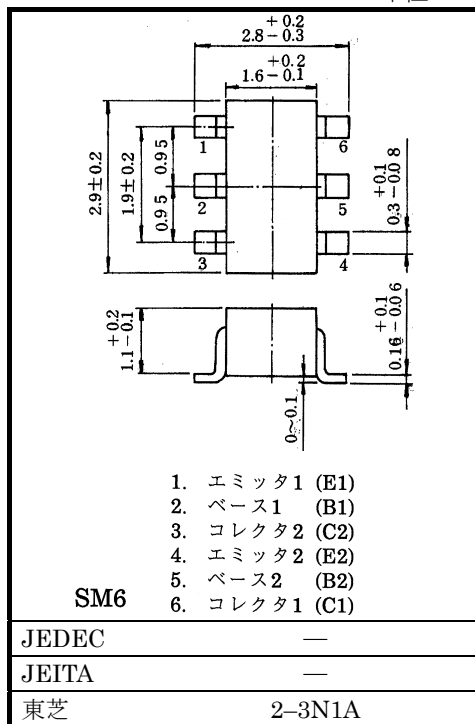 + 0.2
2.8 – 0.3
+0.2
1.6 – 0.1
2.9 ± 0.2
1.9 ± 0.2
0.95
0.95
1
2
3
6
5
4
+0.1
0.3 – 0.08
+0.2
1.1 – 0.1
0~0.1
+0.1
0.16 – 0.06
1. エミッタ1 (E1)
2. ベース1 (B1)
3. コレクタ2 (C2)
4. エミッタ2 (E2)
5. ベース2 (B2)
SM6 6. コレクタ1 (C1)
JEDEC —
JEITA —
東芝 2–3N1A